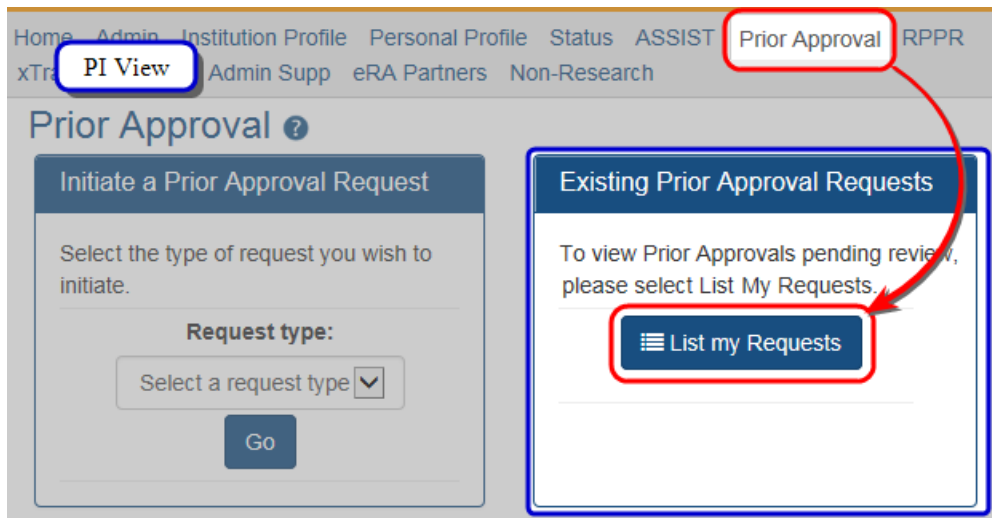 Home Admin Institution Profile Personal Profile Status ASSIST Prior Approval RPPR
PI View Admin Supp eRA Partners Non-Research
Prior Approval ?
Initiate a Prior Approval Request
Select the type of request you wish to
initiate.
Request type:
Select a request type
Go
Existing Prior Approval Requests
To view Prior Approvals pending review,
please select List My Requests.
List my Requests